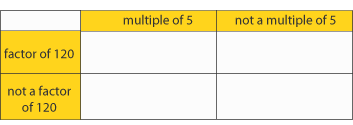 multiple of 5
not a multiple of 5
factor of 120
not a factor
of 120